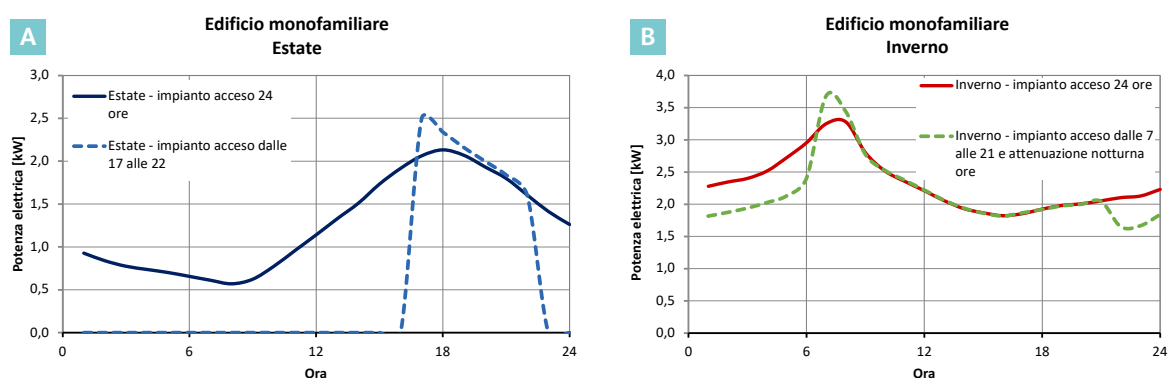 A
Edificio monofamiliare
Estate
Potenza elettrica [kW]
3,0
2,5
2,0
1,5
1,0
0,5
0,0
Estate - impianto acceso 24
ore
Estate - impianto acceso dalle
17 alle 22
0
6
12
18
24
Ora
B
Edificio monofamiliare
Inverno
Potenza elettrica [kW]
4,0
3,5
3,0
2,5
2,0
1,5
1,0
0,5
0,0
Inverno - impianto acceso 24 ore
Inverno - impianto acceso dalle 7
alle 21 e attenuazione notturna
ore
0
6
12
18
24
Ora